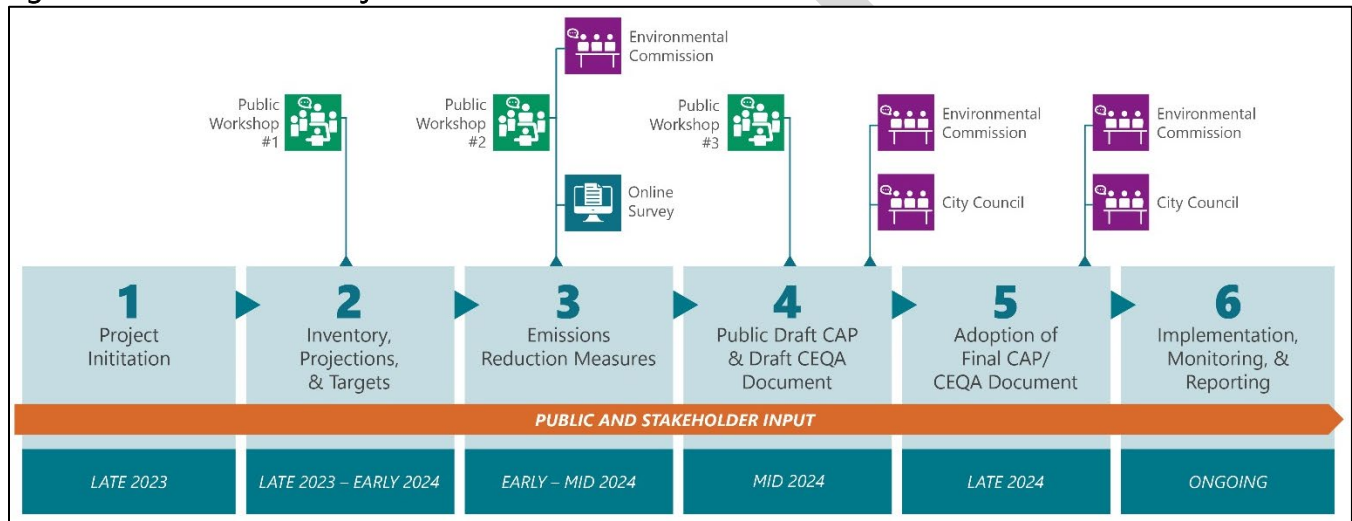 Environmental
Commission
Public
Workshop
#1
Public
Workshop
#2
Public
Workshop
#3
Environmental
Commission
Environmental
Commission
Online
Survey
City Council
City Council
1
Project
Inititation
2
Inventory,
Projections,
& Targets
3
Emissions
Reduction Measures
4
Public Draft CAP
& Draft CEQA
Document
5
Adoption of
Final CAP/
CEQA Document
6
Implementation,
Monitoring, &
Reporting
PUBLIC AND STAKEHOLDER INPUT
LATE 2023
LATE 2023 – EARLY 2024
EARLY – MID 2024
MID 2024
LATE 2024
ONGOING